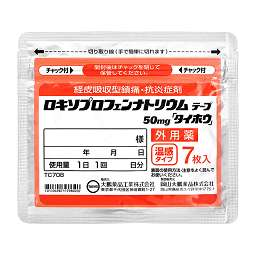 切り取り線(手で簡単に切れます)
チャック付
開封後はチャックを閉じて
保管してください。
チャック付
経皮吸収型鎮痛・抗炎症剤
ロキソプロフェンナトリウム テープ
50mg「タイホウ」
外用薬
様
年 月 日
使用量 1日 1回 日分
温感
タイプ
7枚入
TC708
大鵬薬品工業株式会社
岡山大鵬薬品株式会社